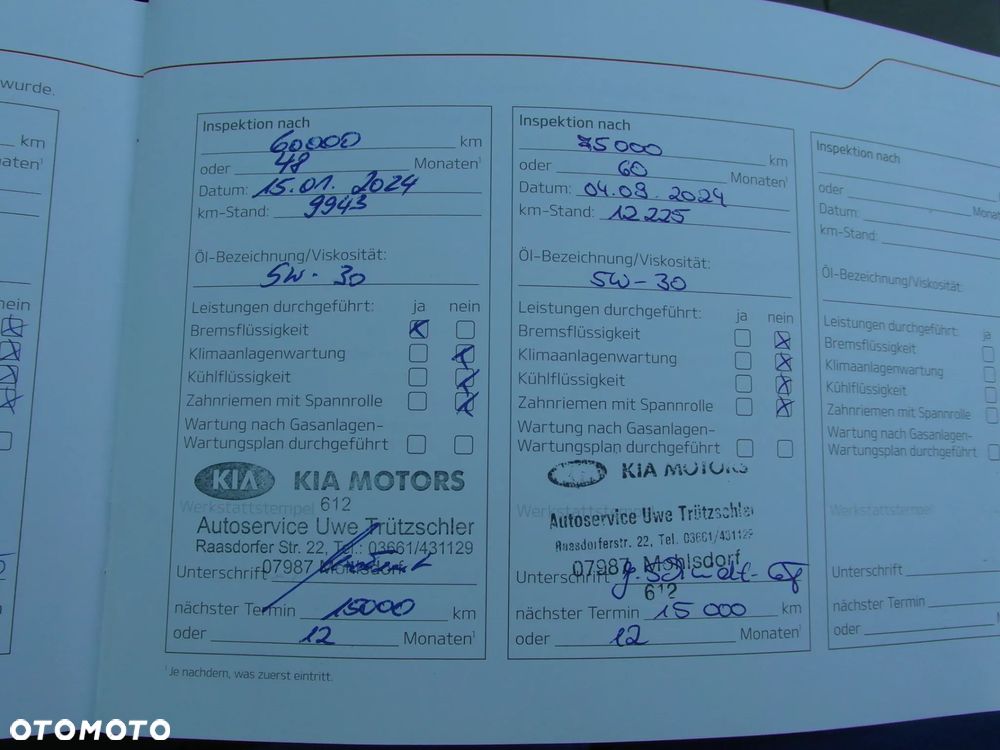 wurde.
km
aten¹
nein
Inspektion nach
60000 km
oder 48 Monaten¹
Datum: 15.01.2024
km-Stand: 9943
Öl-Bezeichnung/Viskosität:
5W-30
Leistungen durchgeführt: ja nein
Bremsflüssigkeit
Klimaanlagenwartung
Kühlflüssigkeit
Zahnriemen mit Spannrolle
Wartung nach Gasanlagen-
Wartungsplan durchgeführt
KIA KIA MOTORS
Werkstattstempel 612
Autoservice Uwe Trützschler
Raasdorfer Str. 22, Tel.: 03661/431129
07987 Mohlsdorf
Unterschrift
nächster Termin 15000 km
oder 12 Monaten¹
¹Je nachdem, was zuerst eintritt.
Inspektion nach
75000 km
oder 60 Monaten¹
Datum: 04.09.2024
km-Stand: 12225
Öl-Bezeichnung/Viskosität:
5W-30
Leistungen durchgeführt: ja nein
Bremsflüssigkeit
Klimaanlagenwartung
Kühlflüssigkeit
Zahnriemen mit Spannrolle
Wartung nach Gasanlagen-
Wartungsplan durchgeführt
KIA MOTORS
Autoservice Uwe Trützschler
Raasdorferstr. 22, Tel. 03661/431129
07987 Mohlsdorf
Unterschrift
612
nächster Termin 15 000 km
oder 12 Monaten¹
Inspektion nach
oder Monat
Datum:
km-Stand:
Öl-Bezeichnung/Viskosität:
Leistungen durchgeführt: ja
Bremsflüssigkeit
Klimaanlagenwartung
Kühlflüssigkeit
Zahnriemen mit Spannrolle
Wartung nach Gasanlagen-
Wartungsplan durchgeführt
Werkstattstempel
Unterschrift
nächster Termin
oder
OTOMOTO